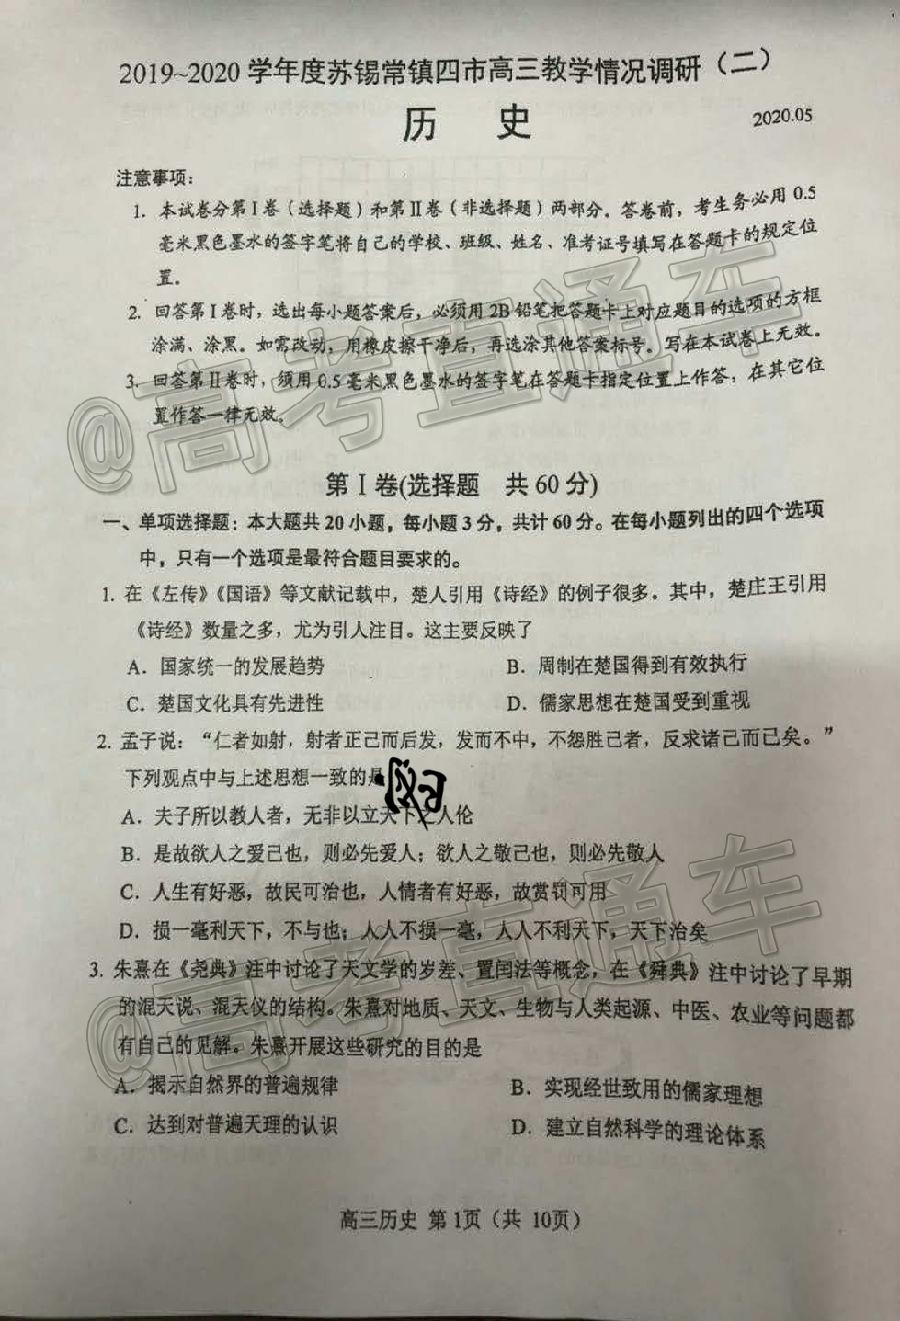 2019~2020 学年度苏锡常镇四市高三教学情况调研（二）
历 史
2020.05
注意事项：
1. 本试卷分第Ⅰ卷（选择题）和第Ⅱ卷（非选择题）两部分。答卷前，考生务必用 0.5
毫米黑色墨水的签字笔将自己的学校、班级、姓名、准考证号填写在答题卡的规定位
置。
2. 回答第Ⅰ卷时，选出每小题答案后，必须用 2B 铅笔把答题卡上对应题目的选项的方框
涂满、涂黑。如需改动，用橡皮擦干净后，再选涂其他答案标号。写在本试卷上无效。
3. 回答第Ⅱ卷时，须用 0.5 毫米黑色墨水的签字笔在答题卡指定位置上作答，在其它位
置作答一律无效。
@高考直通车
第Ⅰ卷(选择题 共 60 分)
一、单项选择题：本大题共 20 小题，每小题 3 分，共计 60 分。在每小题列出的四个选项
中，只有一个选项是最符合题目要求的。
1. 在《左传》《国语》等文献记载中，楚人引用《诗经》的例子很多．其中，楚庄王引用
《诗经》数量之多，尤为引人注目。这主要反映了
A．国家统一的发展趋势 B．周制在楚国得到有效执行
C．楚国文化具有先进性 D．儒家思想在楚国受到重视
2. 孟子说：“仁者如射，射者正己而后发，发而不中，不怨胜己者，反求诸己而已矣。”
下列观点中与上述思想一致的是
A．夫子所以教人者，无非以立天下之人伦
B．是故欲人之爱己也，则必先爱人；欲人之敬己也，则必先敬人
C．人生有好恶，故民可治也，人情者有好恶，故赏罚可用
D．损一毫利天下，不与也；人人不损一毫，人人不利天下，天下治矣
@高考直通车
3. 朱熹在《尧典》注中讨论了天文学的岁差、置闰法等概念，在《舜典》注中讨论了早期
的混天说、混天仪的结构。朱熹对地质、天文、生物与人类起源、中医、农业等问题都
有自己的见解。朱熹开展这些研究的目的是
A．揭示自然界的普遍规律 B．实现经世致用的儒家理想
C．达到对普遍天理的认识 D．建立自然科学的理论体系
高三历史 第 1页（共 10页）